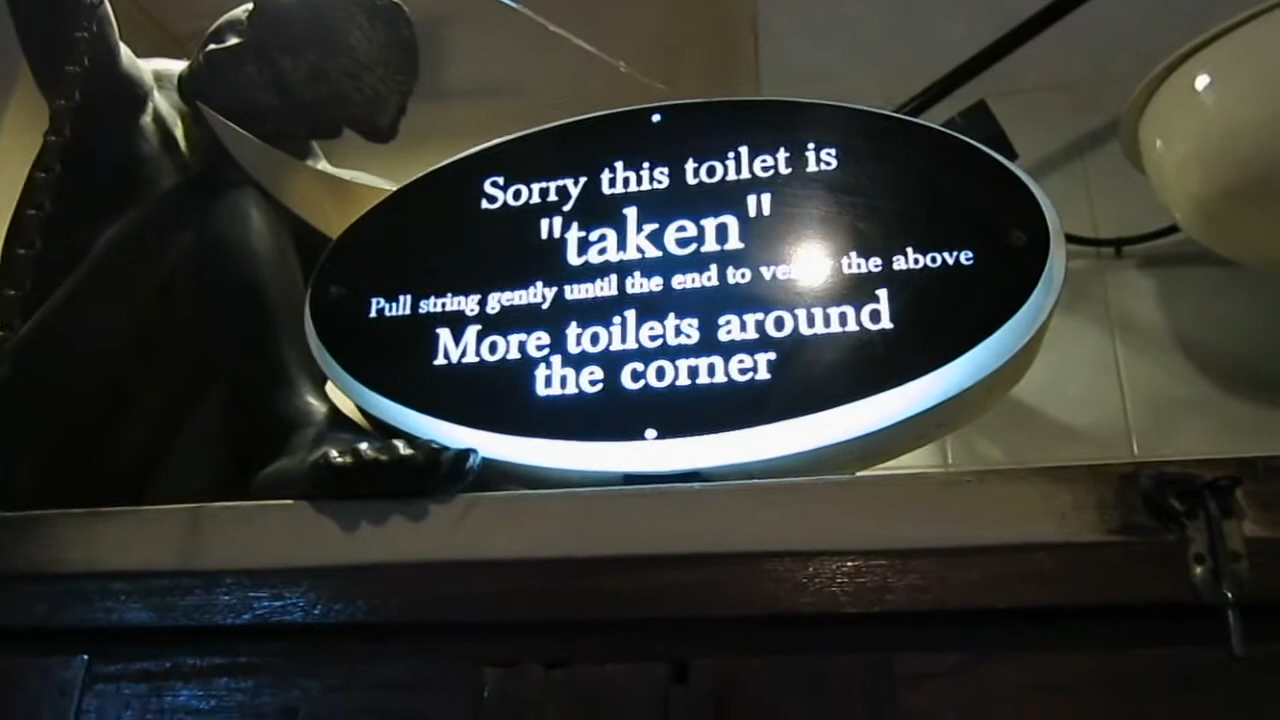 Sorry this toilet is
"taken"
Pull string gently until the end to verify the above
More toilets around
the corner